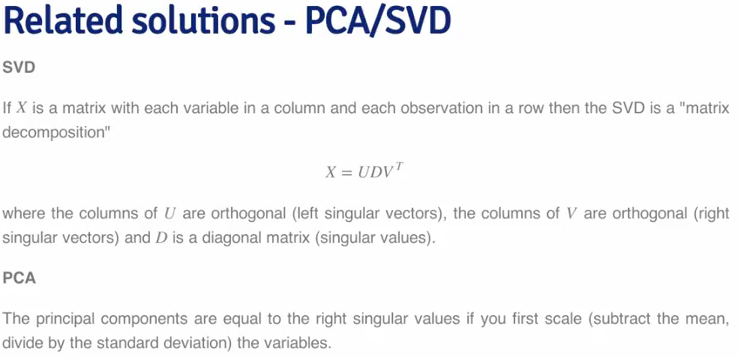 Related solutions - PCA/SVD
SVD
If X is a matrix with each variable in a column and each observation in a row then the SVD is a "matrix
decomposition"
X = UDV^T
where the columns of U are orthogonal (left singular vectors), the columns of V are orthogonal (right
singular vectors) and D is a diagonal matrix (singular values).
PCA
The principal components are equal to the right singular values if you first scale (subtract the mean,
divide by the standard deviation) the variables.